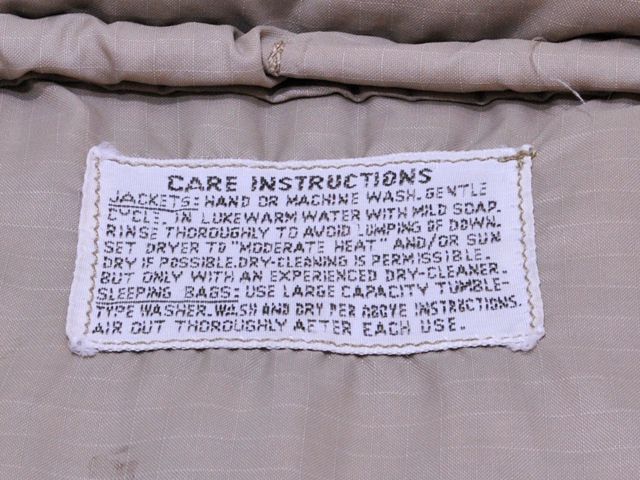 CARE INSTRUCTIONS
JACKETS: HAND OR MACHINE WASH. GENTLE
CYCLE. IN LUKEWARM WATER WITH MILD SOAP.
RINSE THOROUGHLY TO AVOID LUMPING OF DOWN.
SET DRYER TO "MODERATE HEAT" AND/OR SUN
DRY IF POSSIBLE. DRY-CLEANING IS PERMISSIBLE.
BUT ONLY WITH AN EXPERIENCED DRY-CLEANER.
SLEEPING BAGS: USE LARGE CAPACITY TUMBLE-
TYPE WASHER. WASH AND DRY PER ABOVE INSTRUCTIONS.
AIR OUT THOROUGHLY AFTER EACH USE.